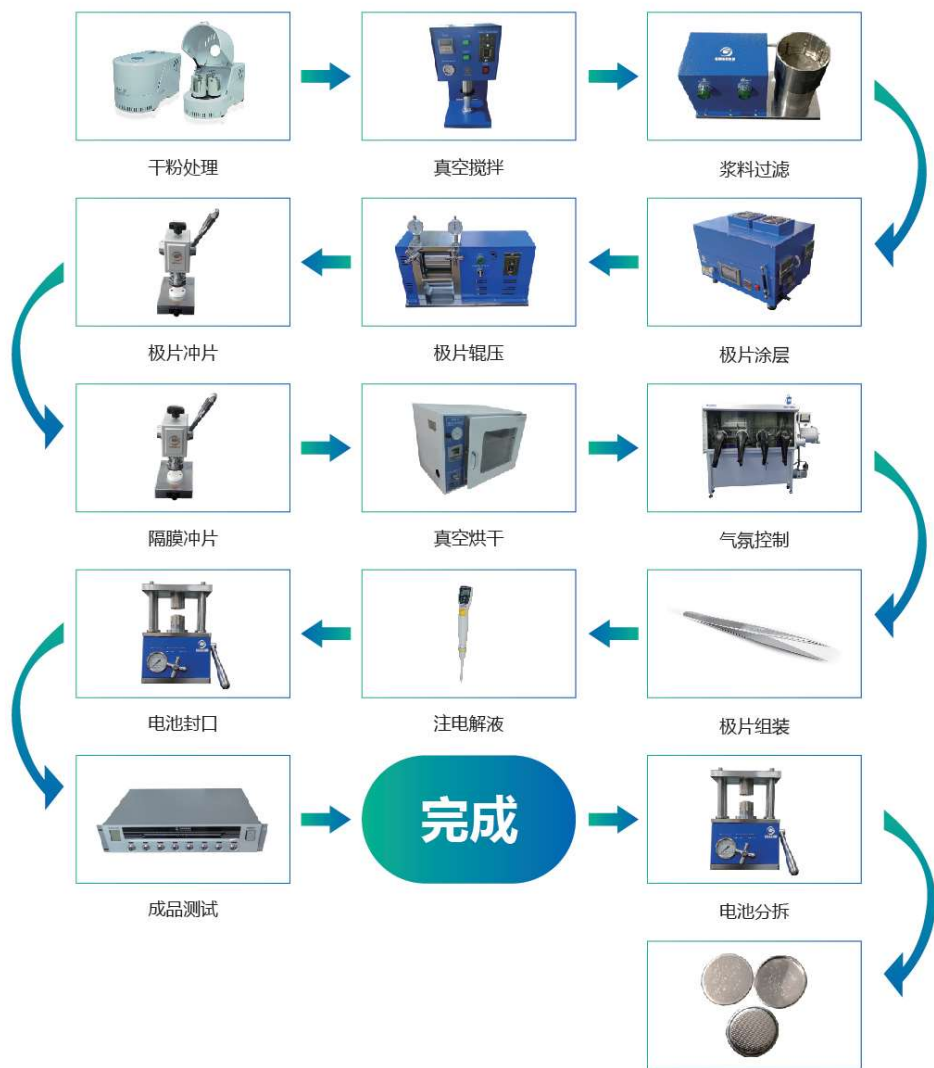 干粉处理
真空搅拌
浆料过滤
极片冲片
极片辊压
极片涂层
隔膜冲片
真空烘干
气氛控制
电池封口
注电解液
极片组装
成品测试
完成
电池分拆